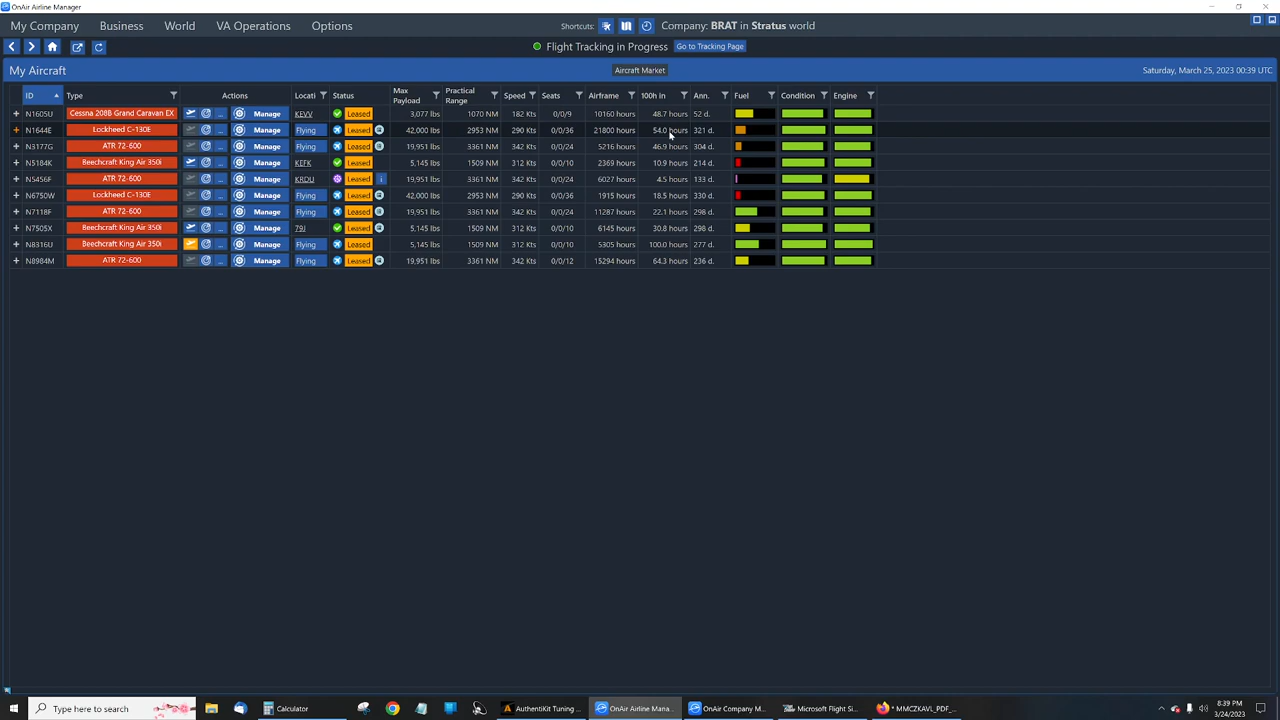 OnAir Airline Manager
My Company Business World VA Operations Options Shortcuts: Company: BRAT in Stratus world
Flight Tracking in Progress Go to Tracking Page
My Aircraft Aircraft Market Saturday, March 25, 2023 00:39 UTC
ID Type Actions Locati Status Max Payload Practical Range Speed Seats Airframe 100h in Ann. Fuel Condition Engine
N1605U Cessna 208B Grand Caravan EX ... Manage KEVV Leased 3,077 lbs 1070 NM 182 Kts 0/0/9 10160 hours 48.7 hours 52 d.
N1644E Lockheed C-130E ... Manage Flying Leased 42,000 lbs 2953 NM 290 Kts 0/0/36 21800 hours 54.0 hours 321 d.
N3177G ATR 72-600 ... Manage Flying Leased 19,951 lbs 3361 NM 342 Kts 0/0/24 5216 hours 46.9 hours 304 d.
N5184K Beechcraft King Air 350i ... Manage KEFK Leased 5,145 lbs 1509 NM 312 Kts 0/0/10 2369 hours 10.9 hours 214 d.
N5456F ATR 72-600 ... Manage KRDU Leased i 19,951 lbs 3361 NM 342 Kts 0/0/24 6027 hours 4.5 hours 133 d.
N6750W Lockheed C-130E ... Manage Flying Leased 42,000 lbs 2953 NM 290 Kts 0/0/36 1915 hours 18.5 hours 330 d.
N7118F ATR 72-600 ... Manage Flying Leased 19,951 lbs 3361 NM 342 Kts 0/0/24 11287 hours 22.1 hours 298 d.
N7505X Beechcraft King Air 350i ... Manage 79J Leased 5,145 lbs 1509 NM 312 Kts 0/0/10 6145 hours 30.8 hours 298 d.
N8316U Beechcraft King Air 350i ... Manage Flying Leased 5,145 lbs 1509 NM 312 Kts 0/0/10 5305 hours 100.0 hours 277 d.
N8984M ATR 72-600 ... Manage Flying Leased 19,951 lbs 3361 NM 342 Kts 0/0/12 15294 hours 64.3 hours 236 d.
Type here to search Calculator AuthentiKit Tuning ... OnAir Airline Mana... OnAir Company M... Microsoft Flight Si... *MMCZKAVL_PDF_... 8:39 PM
3/24/2023